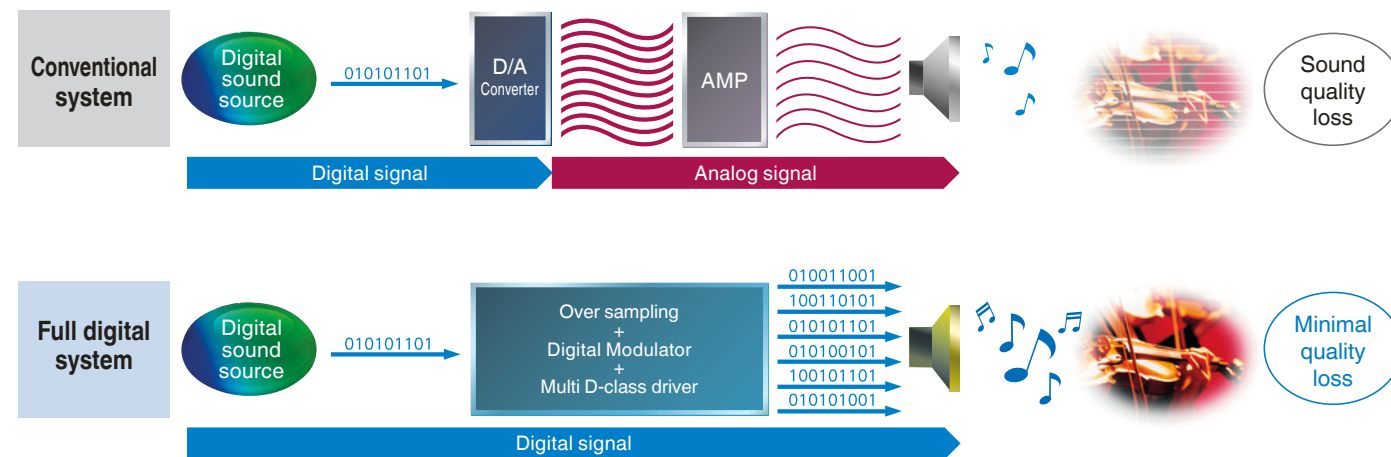 Conventional
system
Digital
sound
source
010101101
D/A
Converter
AMP
Sound
quality
loss
Digital signal
Analog signal
Full digital
system
Digital
sound
source
010101101
Over sampling
+
Digital Modulator
+
Multi D-class driver
010011001
100110101
010101101
010100101
100101101
010101001
Minimal
quality
loss
Digital signal